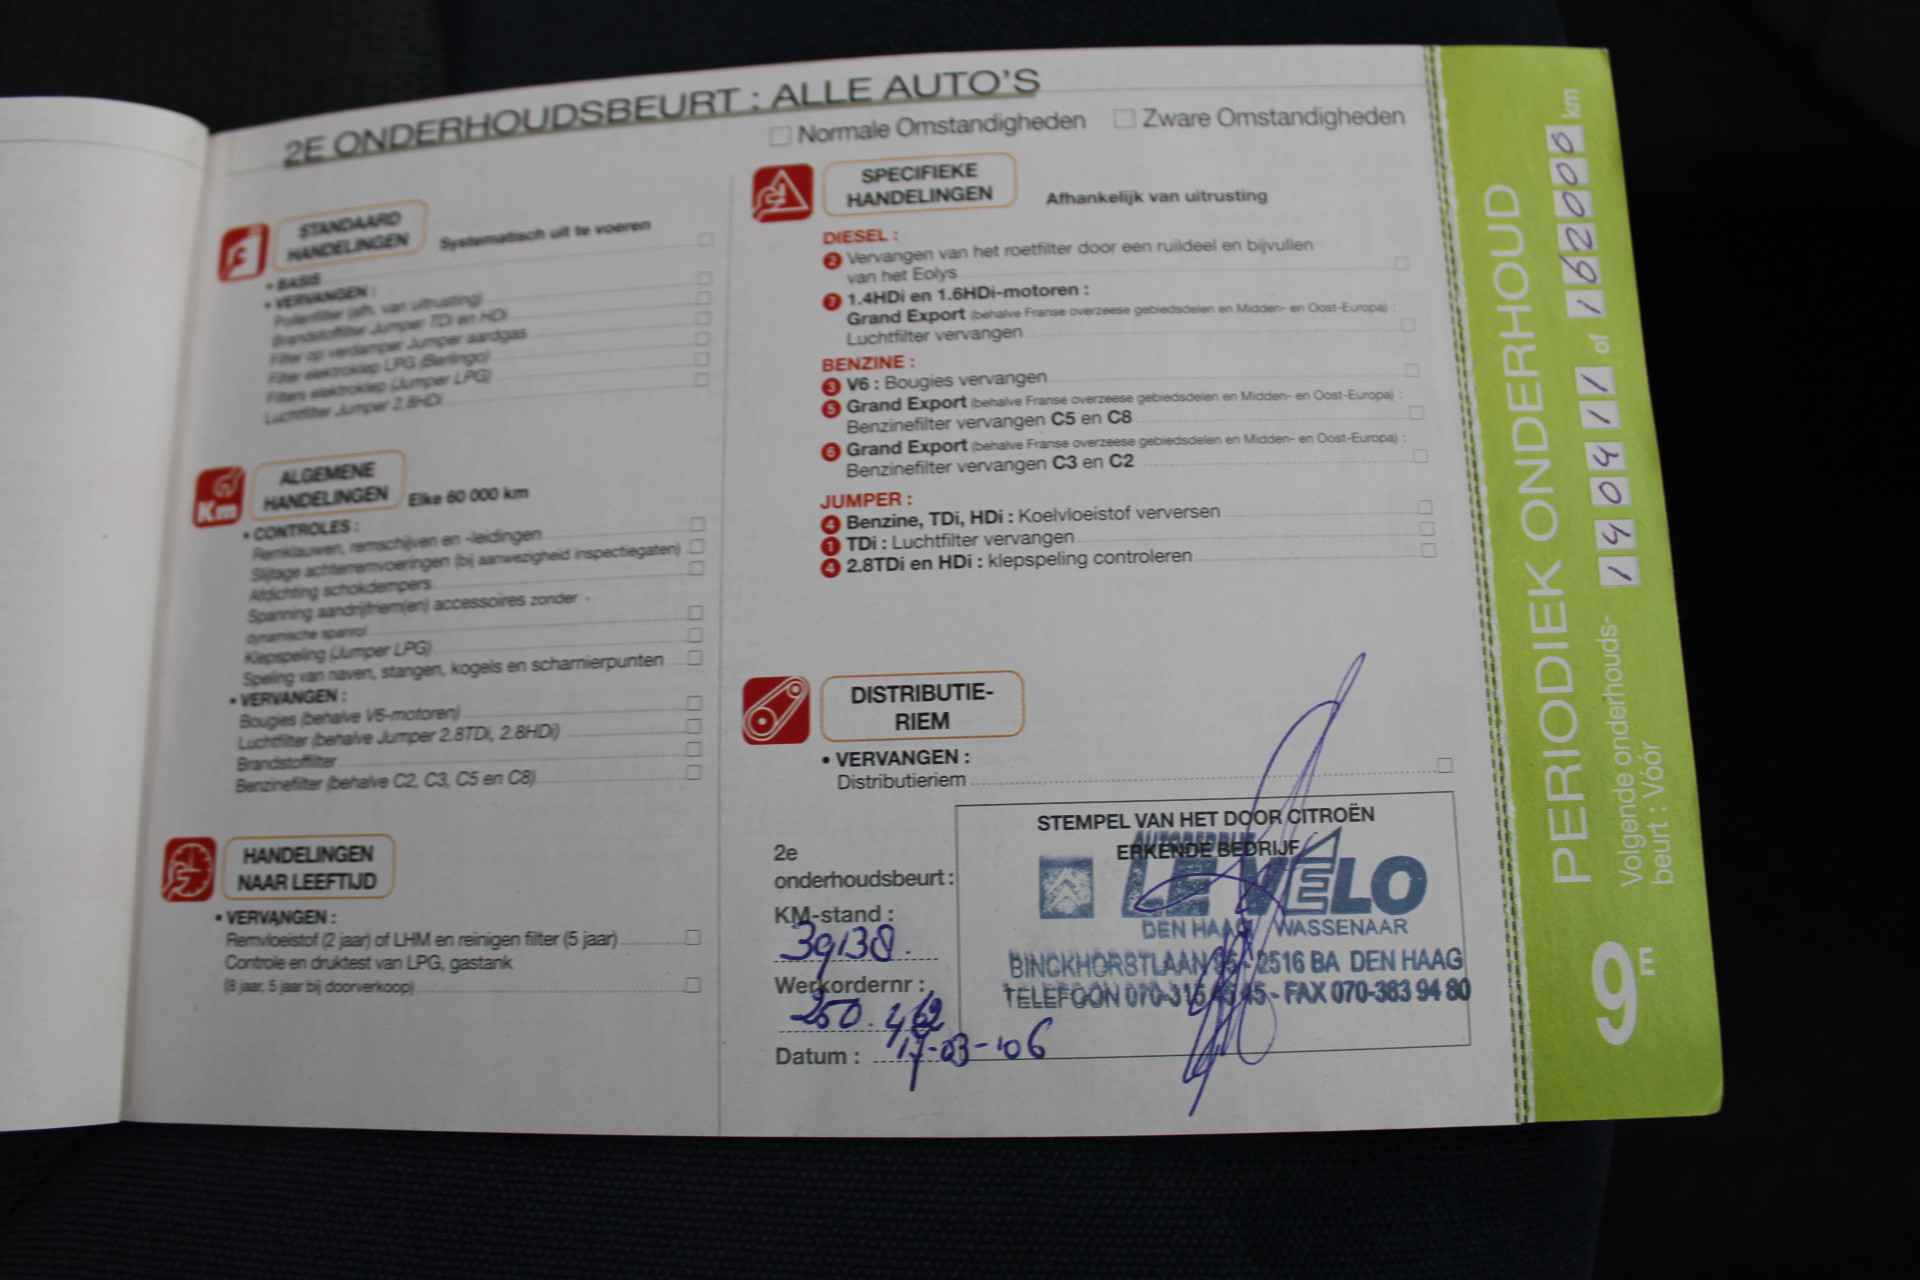 2E ONDERHOUDSBEURT : ALLE AUTO'S
Normale Omstandigheden
Zware Omstandigheden
STANDAARD
HANDELINGEN
Systematisch uit te voeren
• BASIS
• VERVANGEN :
Pollenfilter (afh. van uitrusting)
Brandstoffilter Jumper TDi en HDi
Filter op verdamper Jumper aardgas
Filter elektroklep LPG (Berlingo)
Filters elektroklep (Jumper LPG)
Luchtfilter Jumper 2.8HDi
Km
ALGEMENE
HANDELINGEN
Elke 60 000 km
• CONTROLES :
Remklauwen, remschijven en -leidingen
Slijtage achterremvoeringen (bij aanwezigheid inspectiegaten)
Afdichting schokdempers
Spanning aandrijfriem(en) accessoires zonder
dynamische spanrol
Klepspeling (Jumper LPG)
Speling van naven, stangen, kogels en scharnierpunten
• VERVANGEN :
Bougies (behalve V6-motoren)
Luchtfilter (behalve Jumper 2.8TDi, 2.8HDi)
Brandstoffilter
Benzinefilter (behalve C2, C3, C5 en C8)
HANDELINGEN
NAAR LEEFTIJD
• VERVANGEN :
Remvloeistof (2 jaar) of LHM en reinigen filter (5 jaar)
Controle en druktest van LPG, gastank
(8 jaar, 5 jaar bij doorverkoop)
SPECIFIEKE
HANDELINGEN
Afhankelijk van uitrusting
DIESEL :
2 Vervangen van het roetfilter door een ruildeel en bijvullen
van het Eolys
7 1.4HDi en 1.6HDi-motoren :
Grand Export (behalve Franse overzeese gebiedsdelen en Midden- en Oost-Europa) :
Luchtfilter vervangen
BENZINE :
3 V6 : Bougies vervangen
5 Grand Export (behalve Franse overzeese gebiedsdelen en Midden- en Oost-Europa) :
Benzinefilter vervangen C5 en C8
6 Grand Export (behalve Franse overzeese gebiedsdelen en Midden- en Oost-Europa) :
Benzinefilter vervangen C3 en C2
JUMPER :
4 Benzine, TDi, HDi : Koelvloeistof verversen
1 TDi : Luchtfilter vervangen
4 2.8TDi en HDi : klepspeling controleren
DISTRIBUTIE-
RIEM
• VERVANGEN :
Distributieriem
2e
onderhoudsbeurt :
KM-stand :
39138.
Werkordernr :
250.462
Datum :
17-03-'06
STEMPEL VAN HET DOOR CITROËN
ERKENDE BEDRIJF
LE VELO
DEN HAAG / WASSENAAR
BINCKHORSTLAAN - 2516 BA DEN HAAG
TELEFOON - FAX 070-383 94 80
PERIODIEK ONDERHOUD
Volgende onderhouds-
beurt : Vóór
140411 of 162000 km
9E